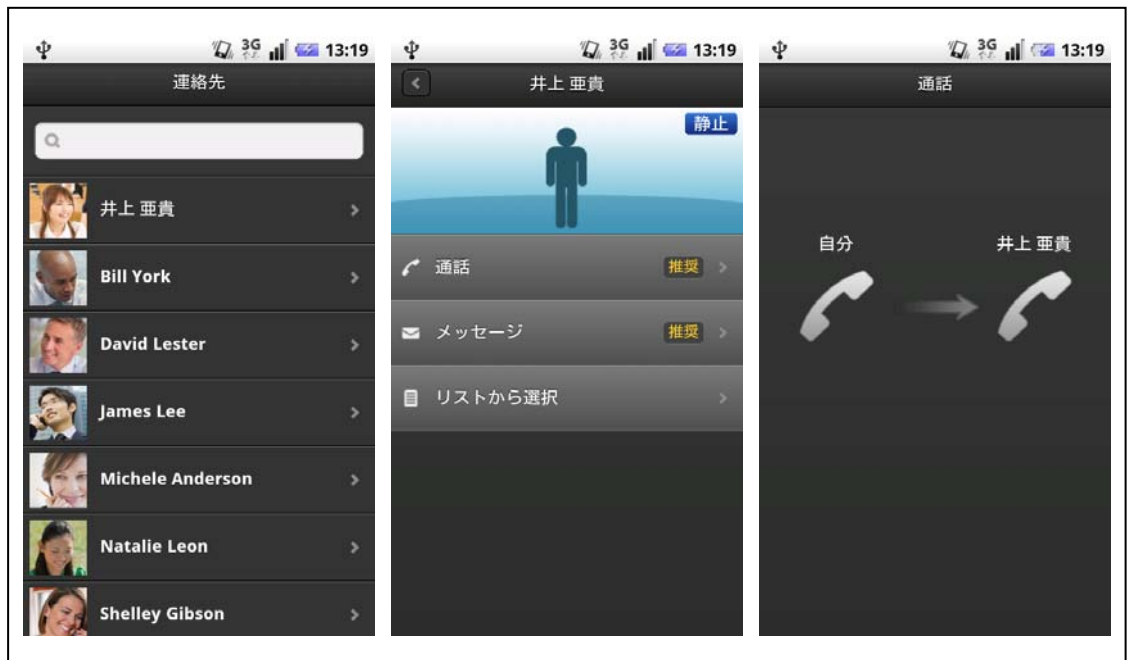 3G 13:19
連絡先
井上 亜貴
Bill York
David Lester
James Lee
Michele Anderson
Natalie Leon
Shelley Gibson
3G 13:19
井上 亜貴
静止
通話 推奨
メッセージ 推奨
リストから選択
3G 13:19
通話
自分 井上 亜貴